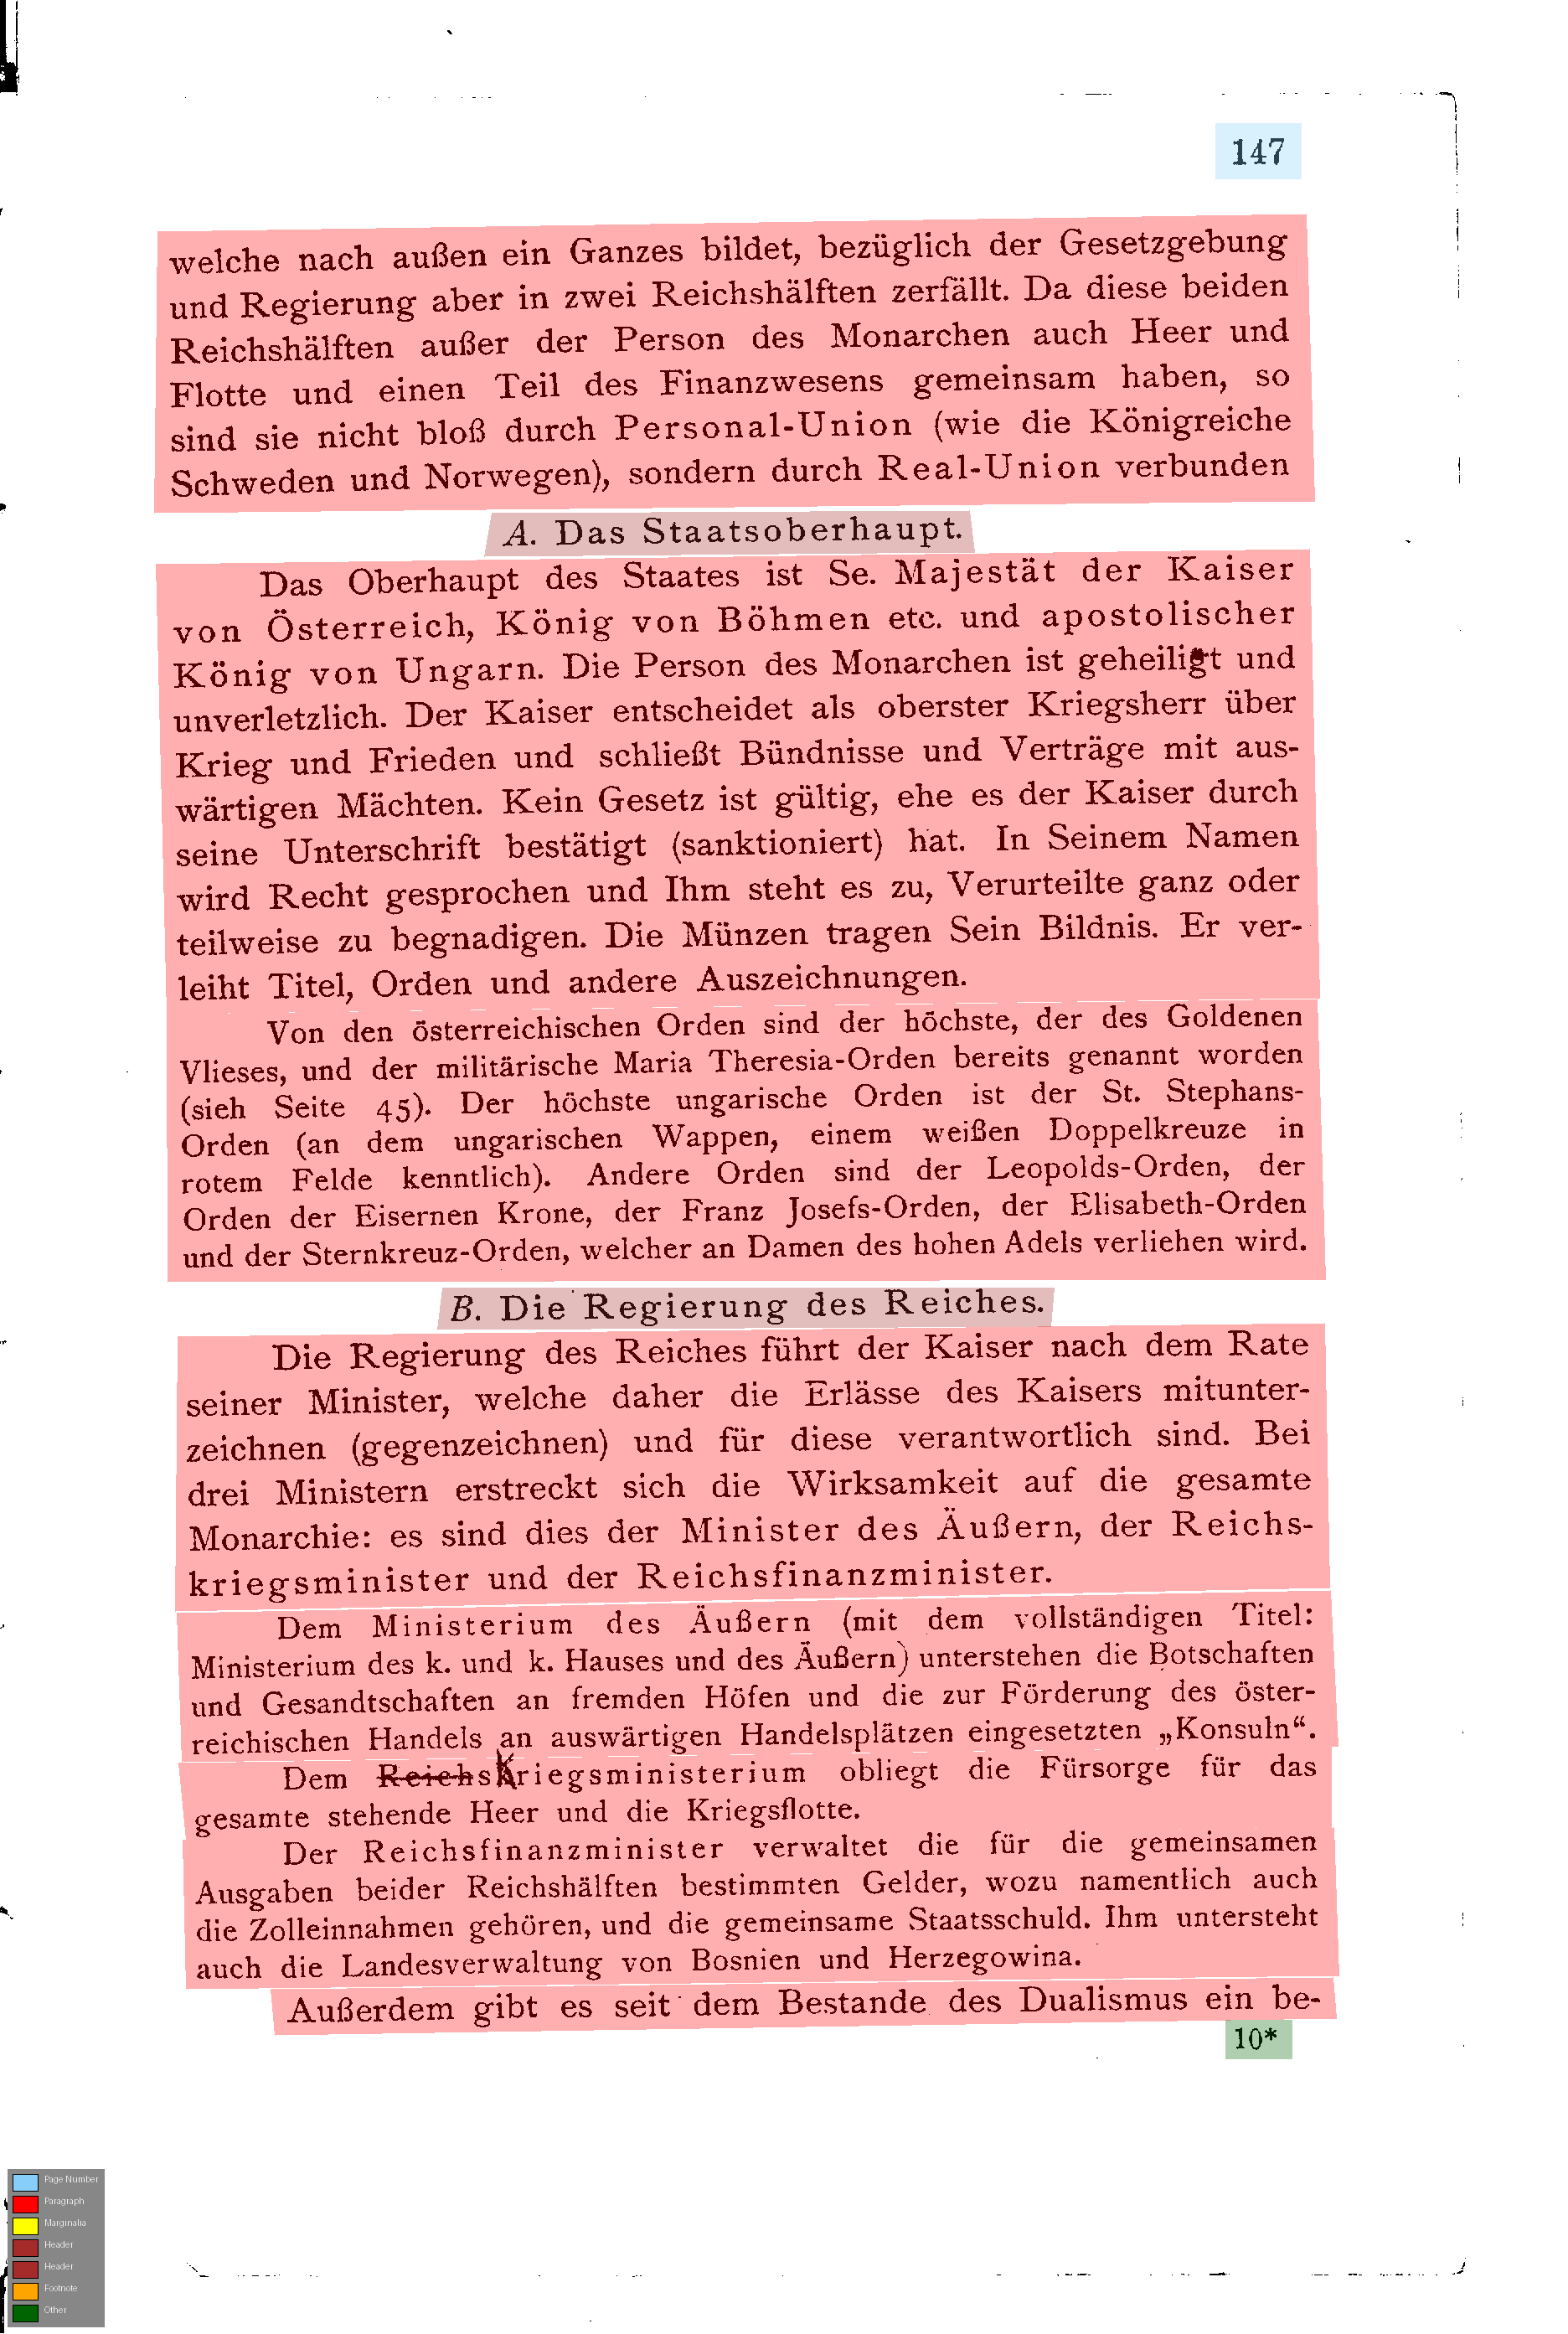 147
welche nach außen ein Ganzes bildet, bezüglich der Gesetzgebung
und Regierung aber in zwei Reichshälften zerfällt. Da diese beiden
Reichshälften außer der Person des Monarchen auch Heer und
Flotte und einen Teil des Finanzwesens gemeinsam haben, so
sind sie nicht bloß durch Personal-Union (wie die Königreiche
Schweden und Norwegen), sondern durch Real-Union verbunden
A. Das Staatsoberhaupt.
Das Oberhaupt des Staates ist Se. Majestät der Kaiser
von Österreich, König von Böhmen etc. und apostolischer
König von Ungarn. Die Person des Monarchen ist geheiligt und
unverletzlich. Der Kaiser entscheidet als oberster Kriegsherr über
Krieg und Frieden und schließt Bündnisse und Verträge mit aus-
wärtigen Mächten. Kein Gesetz ist gültig, ehe es der Kaiser durch
seine Unterschrift bestätigt (sanktioniert) hat. In Seinem Namen
wird Recht gesprochen und Ihm steht es zu, Verurteilte ganz oder
teilweise zu begnadigen. Die Münzen tragen Sein Bildnis. Er ver-
leiht Titel, Orden und andere Auszeichnungen.
Von den österreichischen Orden sind der höchste, der des Goldenen
Vlieses, und der militärische Maria Theresia-Orden bereits genannt worden
(sieh Seite 45). Der höchste ungarische Orden ist der St. Stephans-
Orden (an dem ungarischen Wappen, einem weißen Doppelkreuze in
rotem Felde kenntlich). Andere Orden sind der Leopolds-Orden, der
Orden der Eisernen Krone, der Franz Josefs-Orden, der Elisabeth-Orden
und der Sternkreuz-Orden, welcher an Damen des hohen Adels verliehen wird.
B. Die Regierung des Reiches.
Die Regierung des Reiches führt der Kaiser nach dem Rate
seiner Minister, welche daher die Erlässe des Kaisers mitunter-
zeichnen (gegenzeichnen) und für diese verantwortlich sind. Bei
drei Ministern erstreckt sich die Wirksamkeit auf die gesamte
Monarchie: es sind dies der Minister des Äußern, der Reichs-
kriegsminister und der Reichsfinanzminister.
Dem Ministerium des Äußern (mit dem vollständigen Titel:
Ministerium des k. und k. Hauses und des Äußern) unterstehen die Botschaften
und Gesandtschaften an fremden Höfen und die zur Förderung des öster-
reichischen Handels an auswärtigen Handelsplätzen eingesetzten „Konsuln“.
Dem ReichsKriegsministerium obliegt die Fürsorge für das
gesamte stehende Heer und die Kriegsflotte.
Der Reichsfinanzminister verwaltet die für die gemeinsamen
Ausgaben beider Reichshälften bestimmten Gelder, wozu namentlich auch
die Zolleinnahmen gehören, und die gemeinsame Staatsschuld. Ihm untersteht
auch die Landesverwaltung von Bosnien und Herzegowina.
Außerdem gibt es seit dem Bestande des Dualismus ein be-
10*
Page Number
Paragraph
Marginalia
Header
Header
Footnote
Other